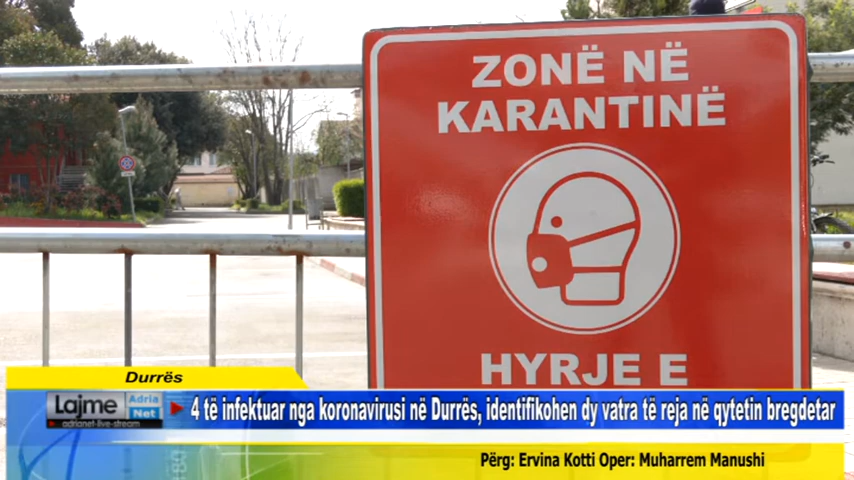 ZONË NË
KARANTINË
HYRJE E
Durrës
Lajme Adria Net
adrianet-live-stream
4 të infektuar nga koronavirusi në Durrës, identifikohen dy vatra të reja në qytetin bregdetar
Përg: Ervina Kotti Oper: Muharrem Manushi